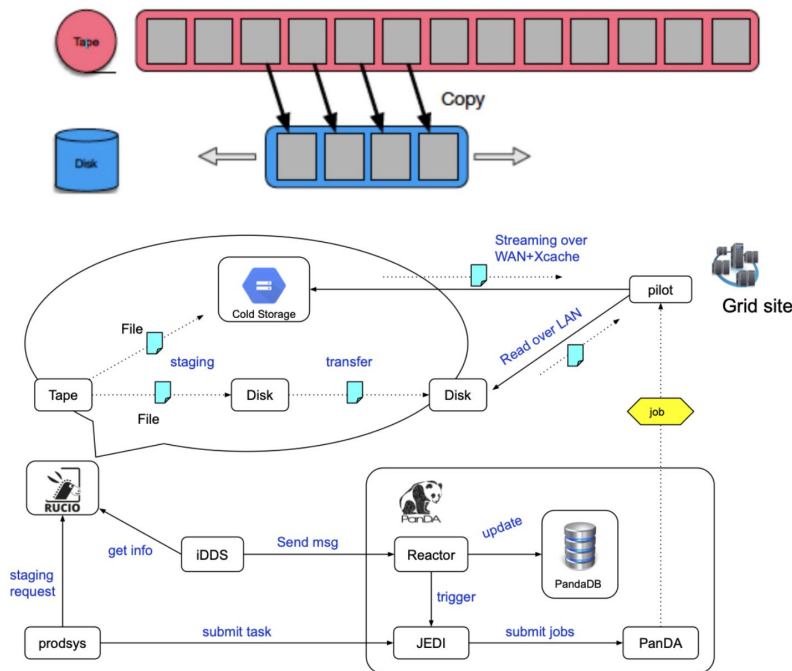 Tape
Copy
Disk
Streaming over
WAN+Xcache
Cold Storage
pilot
Grid site
File
Read over LAN
staging
transfer
Tape
Disk
Disk
File
job
RUCIO
PanDA
get info
iDDS
Send msg
Reactor
update
PandaDB
staging
request
trigger
prodsys
submit task
JEDI
submit jobs
PanDA